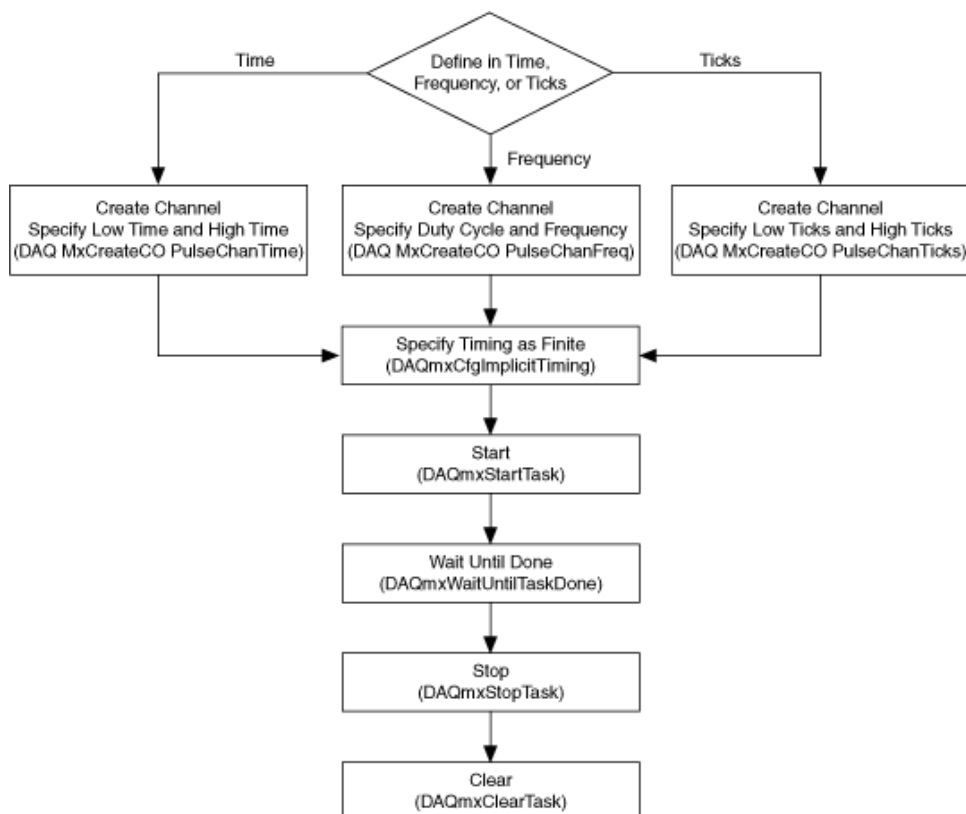 Define in Time,
Frequency, or Ticks
Time
Ticks
Frequency
Create Channel
Specify Low Time and High Time
(DAQ MxCreateCO PulseChanTime)
Create Channel
Specify Duty Cycle and Frequency
(DAQ MxCreateCO PulseChanFreq)
Create Channel
Specify Low Ticks and High Ticks
(DAQ MxCreateCO PulseChanTicks)
Specify Timing as Finite
(DAQmxCfgImplicitTiming)
Start
(DAQmxStartTask)
Wait Until Done
(DAQmxWaitUntilTaskDone)
Stop
(DAQmxStopTask)
Clear
(DAQmxClearTask)